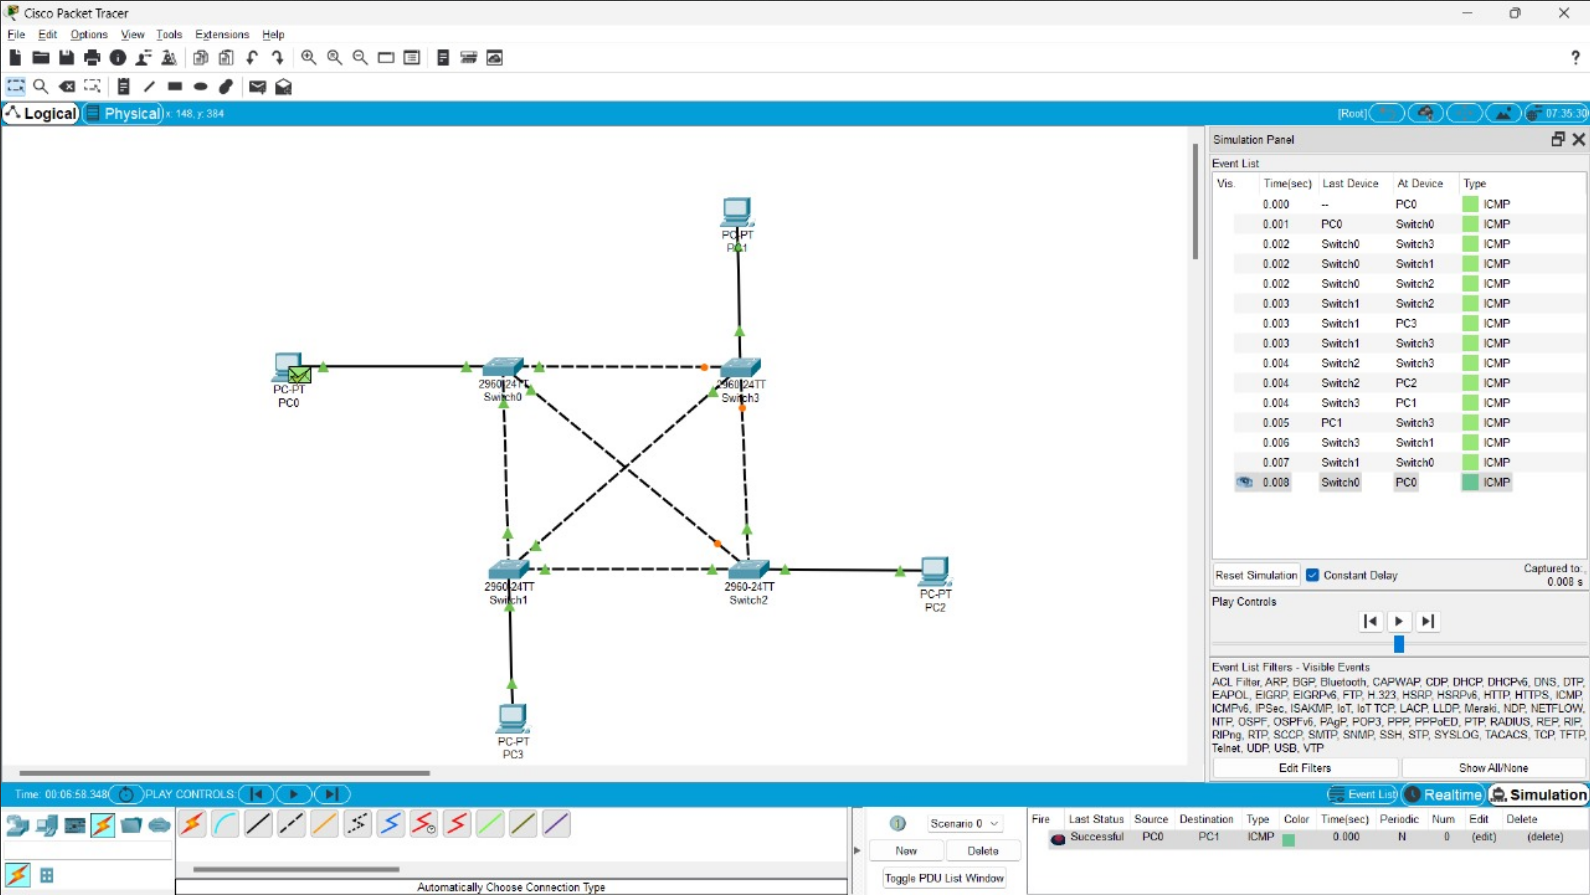 Cisco Packet Tracer
File Edit Options View Tools Extensions Help
?
Logical Physical x: 148, y: 384 [Root] 07:35:30
Simulation Panel
Event List
Vis. Time(sec) Last Device At Device Type
0.000 -- PC0 ICMP
0.001 PC0 Switch0 ICMP
0.002 Switch0 Switch3 ICMP
0.002 Switch0 Switch1 ICMP
0.002 Switch0 Switch2 ICMP
0.003 Switch1 Switch2 ICMP
0.003 Switch1 PC3 ICMP
0.003 Switch1 Switch3 ICMP
0.004 Switch2 Switch3 ICMP
0.004 Switch2 PC2 ICMP
0.004 Switch3 PC1 ICMP
0.005 PC1 Switch3 ICMP
0.006 Switch3 Switch1 ICMP
0.007 Switch1 Switch0 ICMP
0.008 Switch0 PC0 ICMP
Reset Simulation Constant Delay Captured to:
0.008 s
Play Controls
Event List Filters - Visible Events
ACL Filter, ARP, BGP, Bluetooth, CAPWAP, CDP, DHCP, DHCPv6, DNS, DTP,
EAPOL, EIGRP, EIGRPv6, FTP, H.323, HSRP, HSRPv6, HTTP, HTTPS, ICMP,
ICMPv6, IPSec, ISAKMP, IoT, IoT TCP, LACP, LLDP, Meraki, NDP, NETFLOW,
NTP, OSPF, OSPFv6, PAgP, POP3, PPP, PPPoED, PTP, RADIUS, REP, RIP,
RIPng, RTP, SCCP, SMTP, SNMP, SSH, STP, SYSLOG, TACACS, TCP, TFTP,
Telnet, UDP, USB, VTP
Edit Filters Show All/None
PC-PT
PC1
PC-PT
PC0
2960-24TT
Switch0
2960-24TT
Switch3
2960-24TT
Switch1
2960-24TT
Switch2
PC-PT
PC2
PC-PT
PC3
Time: 00:06:58.348 PLAY CONTROLS: Event List Realtime Simulation
Scenario 0
New Delete
Toggle PDU List Window
Fire Last Status Source Destination Type Color Time(sec) Periodic Num Edit Delete
Successful PC0 PC1 ICMP 0.000 N 0 (edit) (delete)
Automatically Choose Connection Type